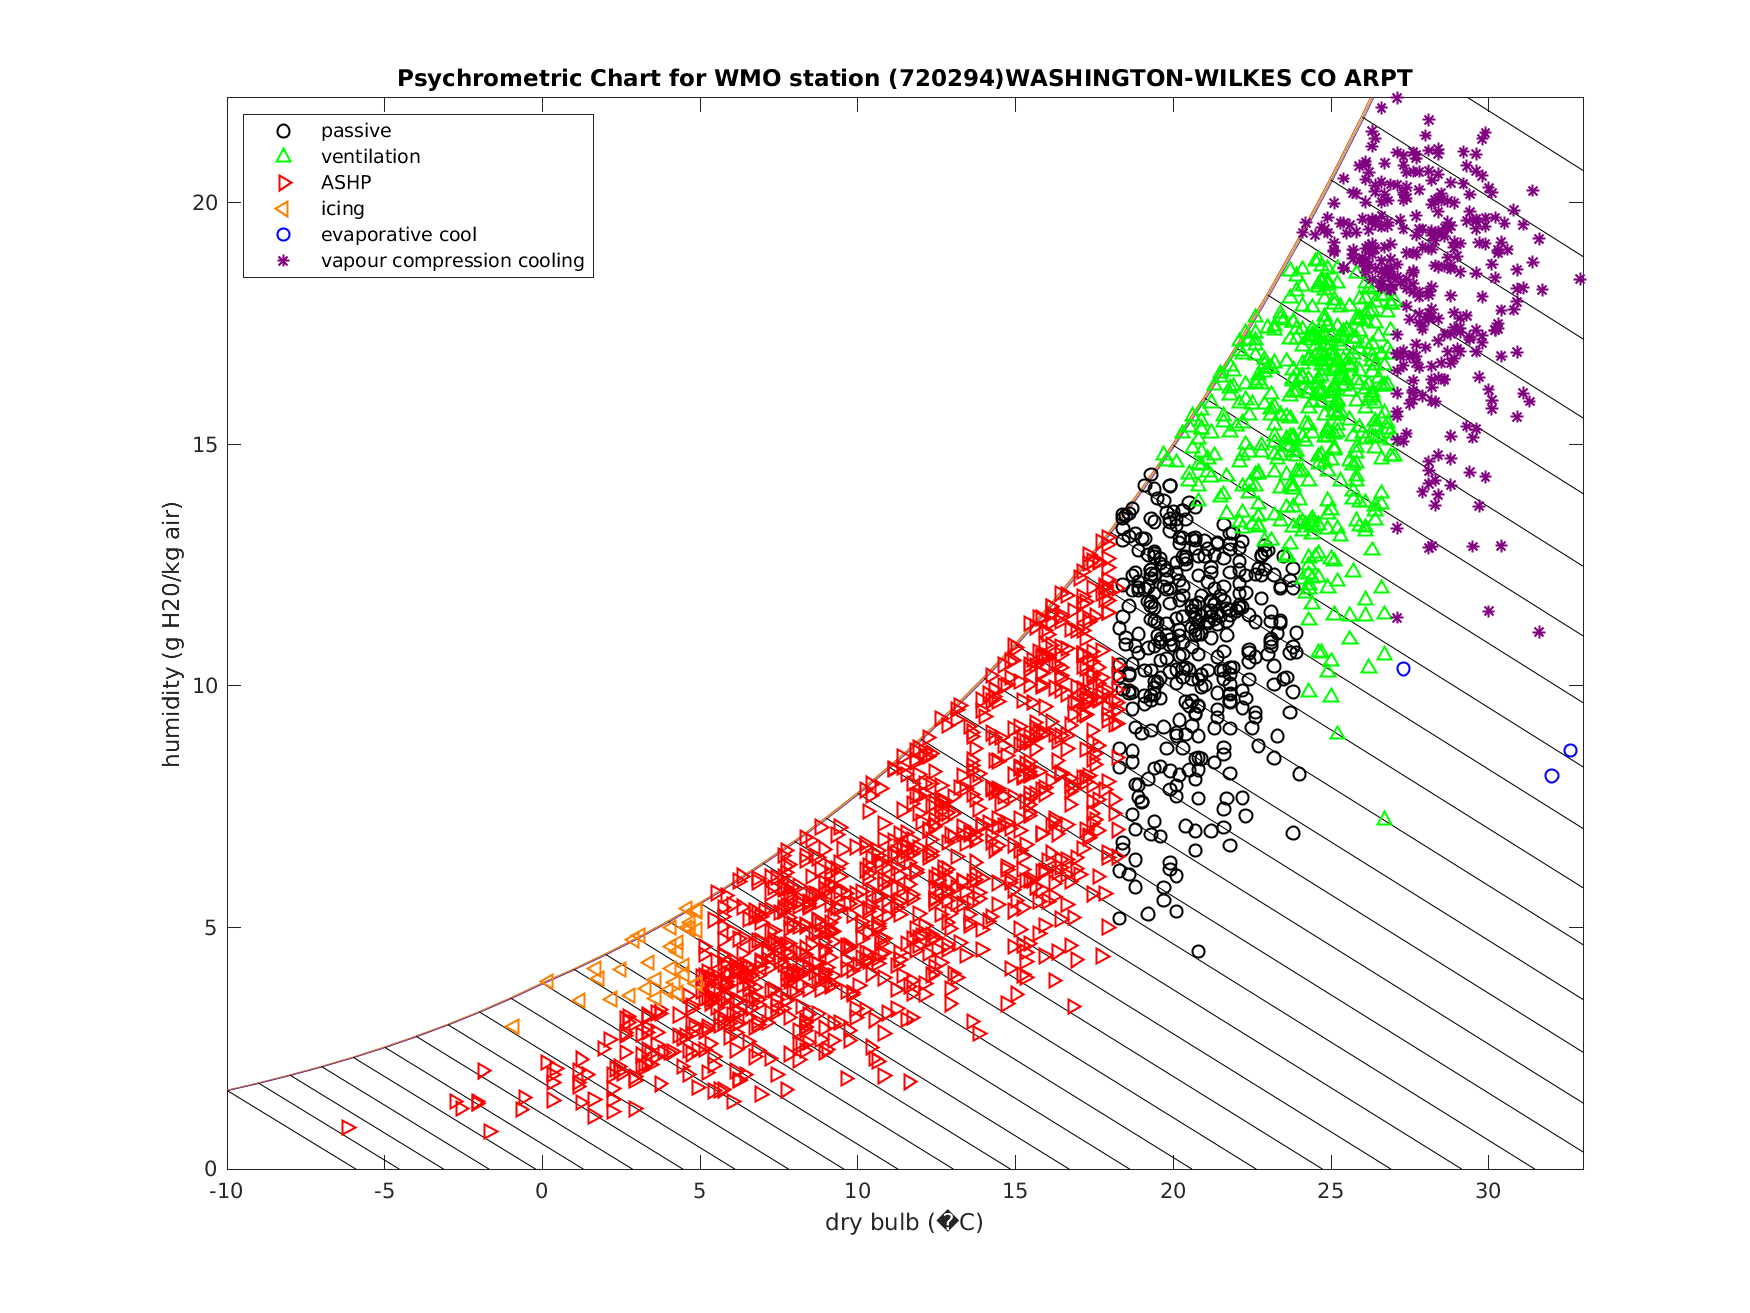 Psychrometric Chart for WMO station (720294)WASHINGTON-WILKES CO ARPT
passive
ventilation
ASHP
icing
evaporative cool
vapour compression cooling
20
15
10
5
0
humidity (g H20/kg air)
-10 -5 0 5 10 15 20 25 30
dry bulb (�C)